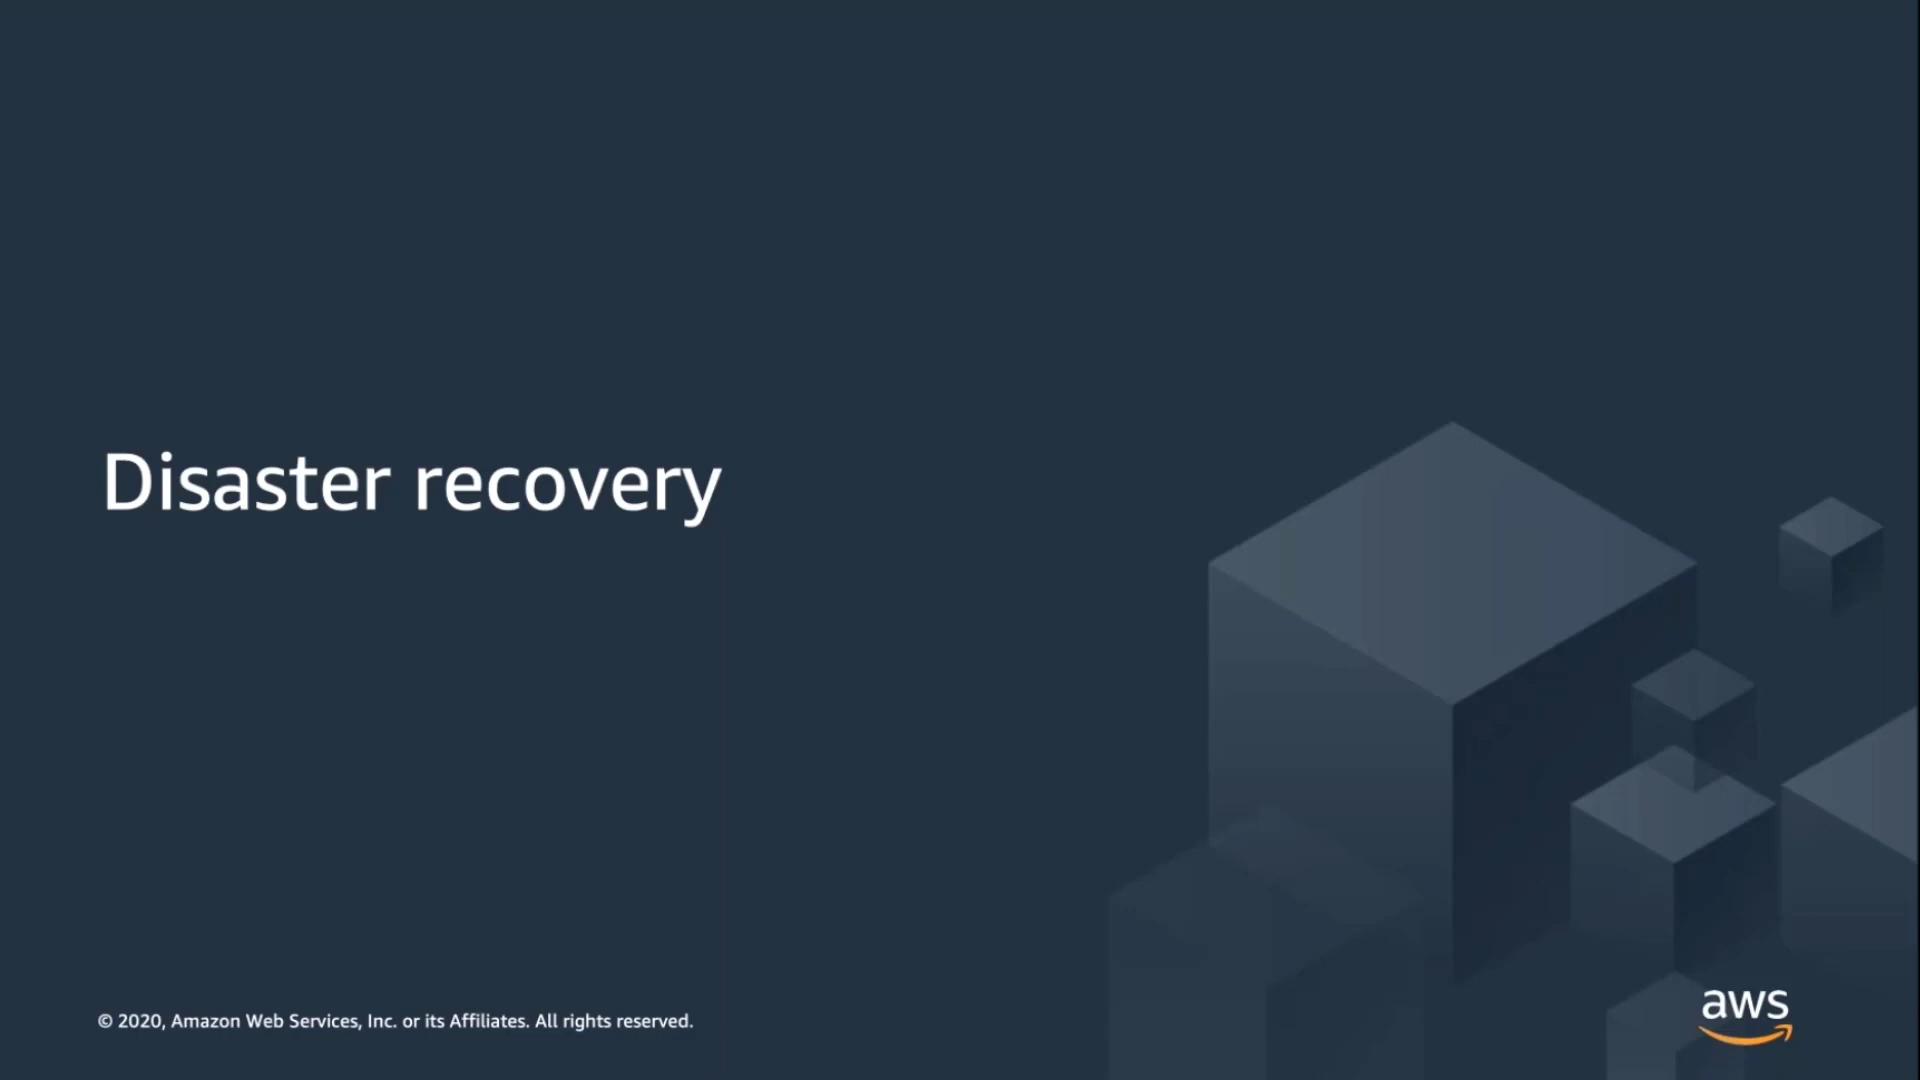 Disaster recovery
© 2020, Amazon Web Services, Inc. or its Affiliates. All rights reserved.
aws